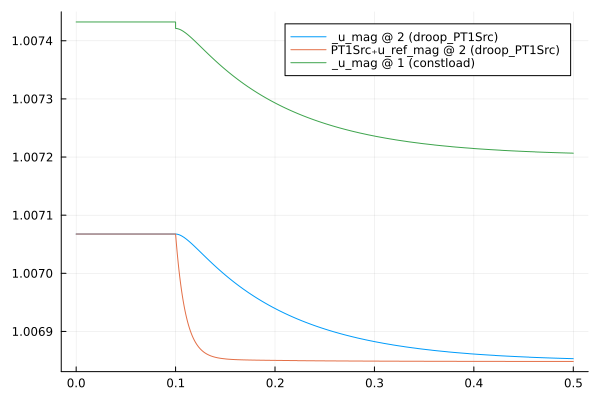 1.0074
1.0073
1.0072
1.0071
1.0070
1.0069
_u_mag @ 2 (droop_PT1Src)
PT1Src₊u_ref_mag @ 2 (droop_PT1Src)
_u_mag @ 1 (constload)
0.0 0.1 0.2 0.3 0.4 0.5